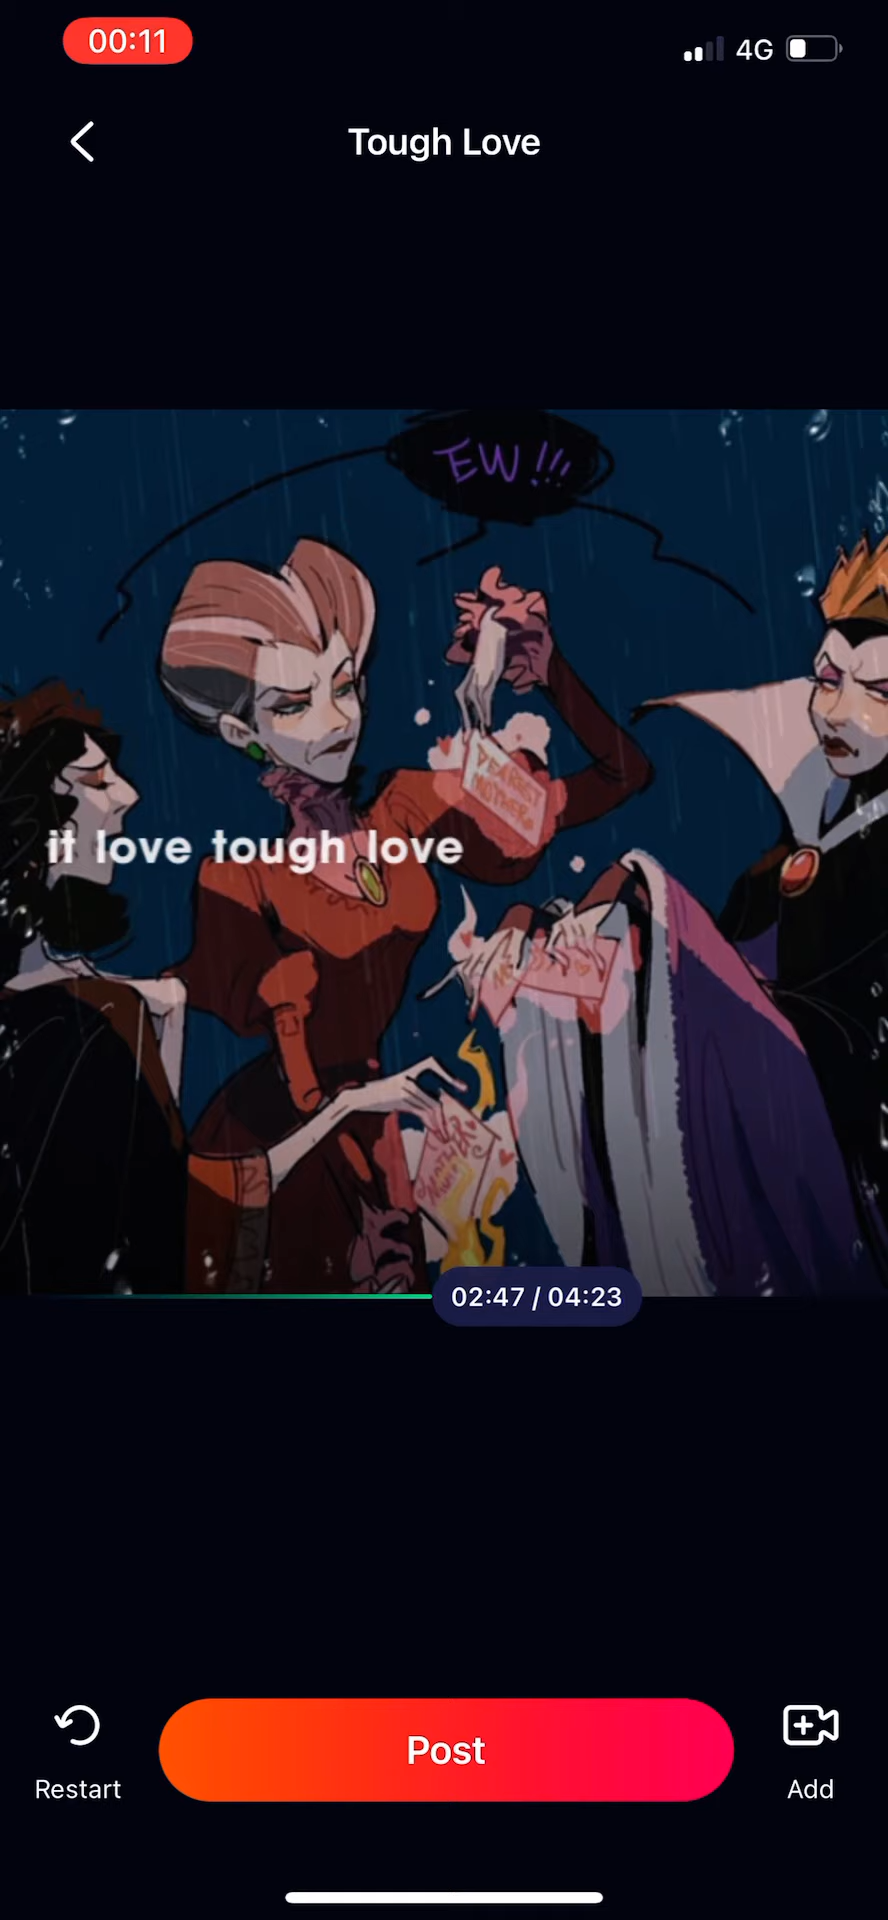 00:11
4G
Tough Love
EW!!!
DEAREST
MOTHER
it love tough love
02:47 / 04:23
Restart
Post
Add